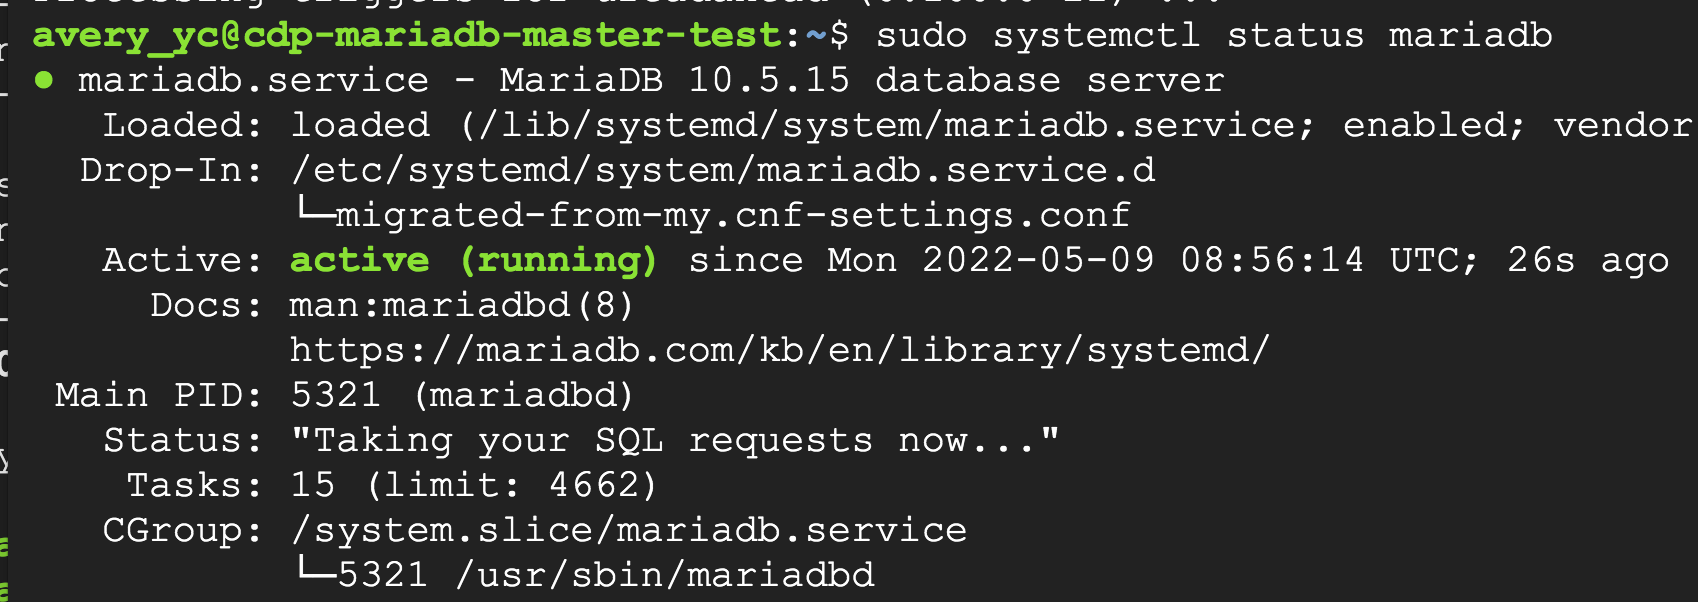 avery_yc@cdp-mariadb-master-test:~$ sudo systemctl status mariadb
● mariadb.service - MariaDB 10.5.15 database server
Loaded: loaded (/lib/systemd/system/mariadb.service; enabled; vendor
Drop-In: /etc/systemd/system/mariadb.service.d
└─migrated-from-my.cnf-settings.conf
Active: active (running) since Mon 2022-05-09 08:56:14 UTC; 26s ago
Docs: man:mariadbd(8)
https://mariadb.com/kb/en/library/systemd/
Main PID: 5321 (mariadbd)
Status: "Taking your SQL requests now..."
Tasks: 15 (limit: 4662)
CGroup: /system.slice/mariadb.service
└─5321 /usr/sbin/mariadbd